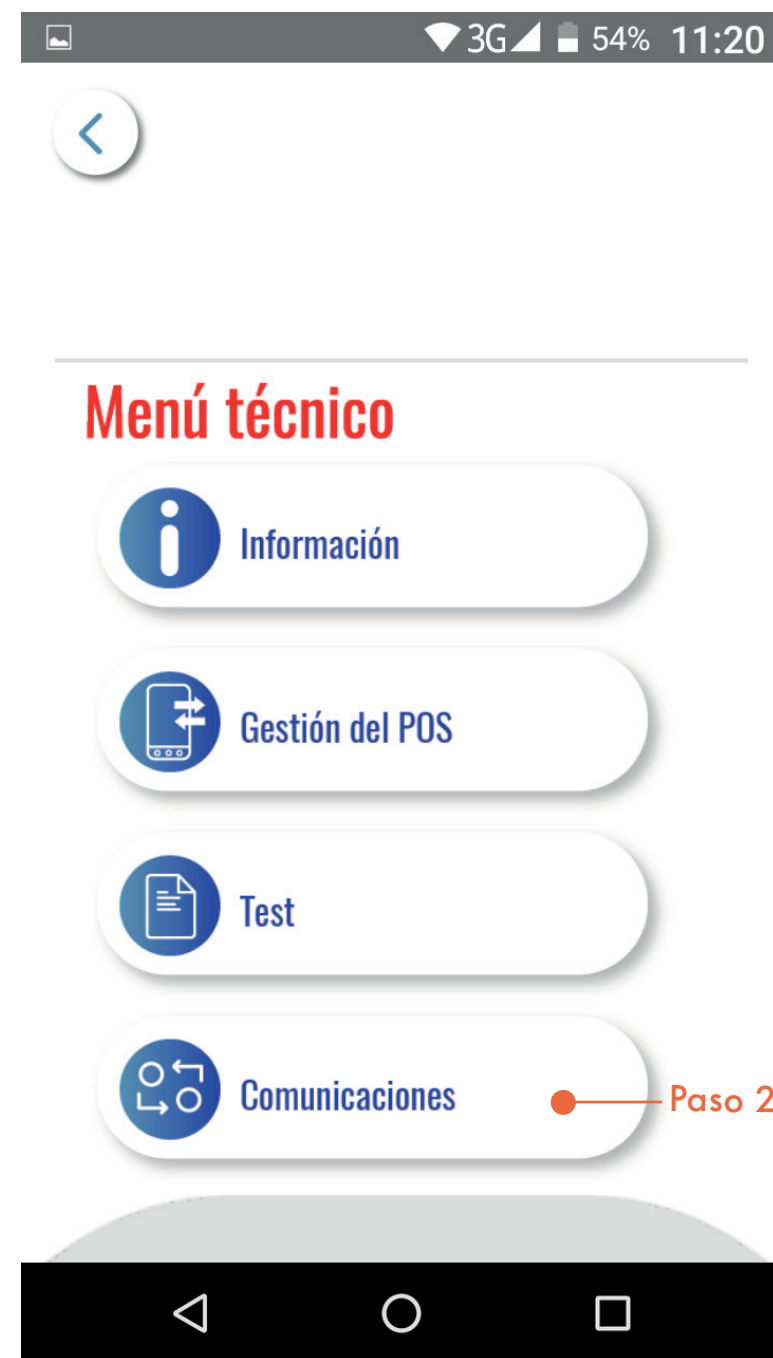 3G 54% 11:20
Menú técnico
Información
Gestión del POS
Test
Comunicaciones
Paso 2